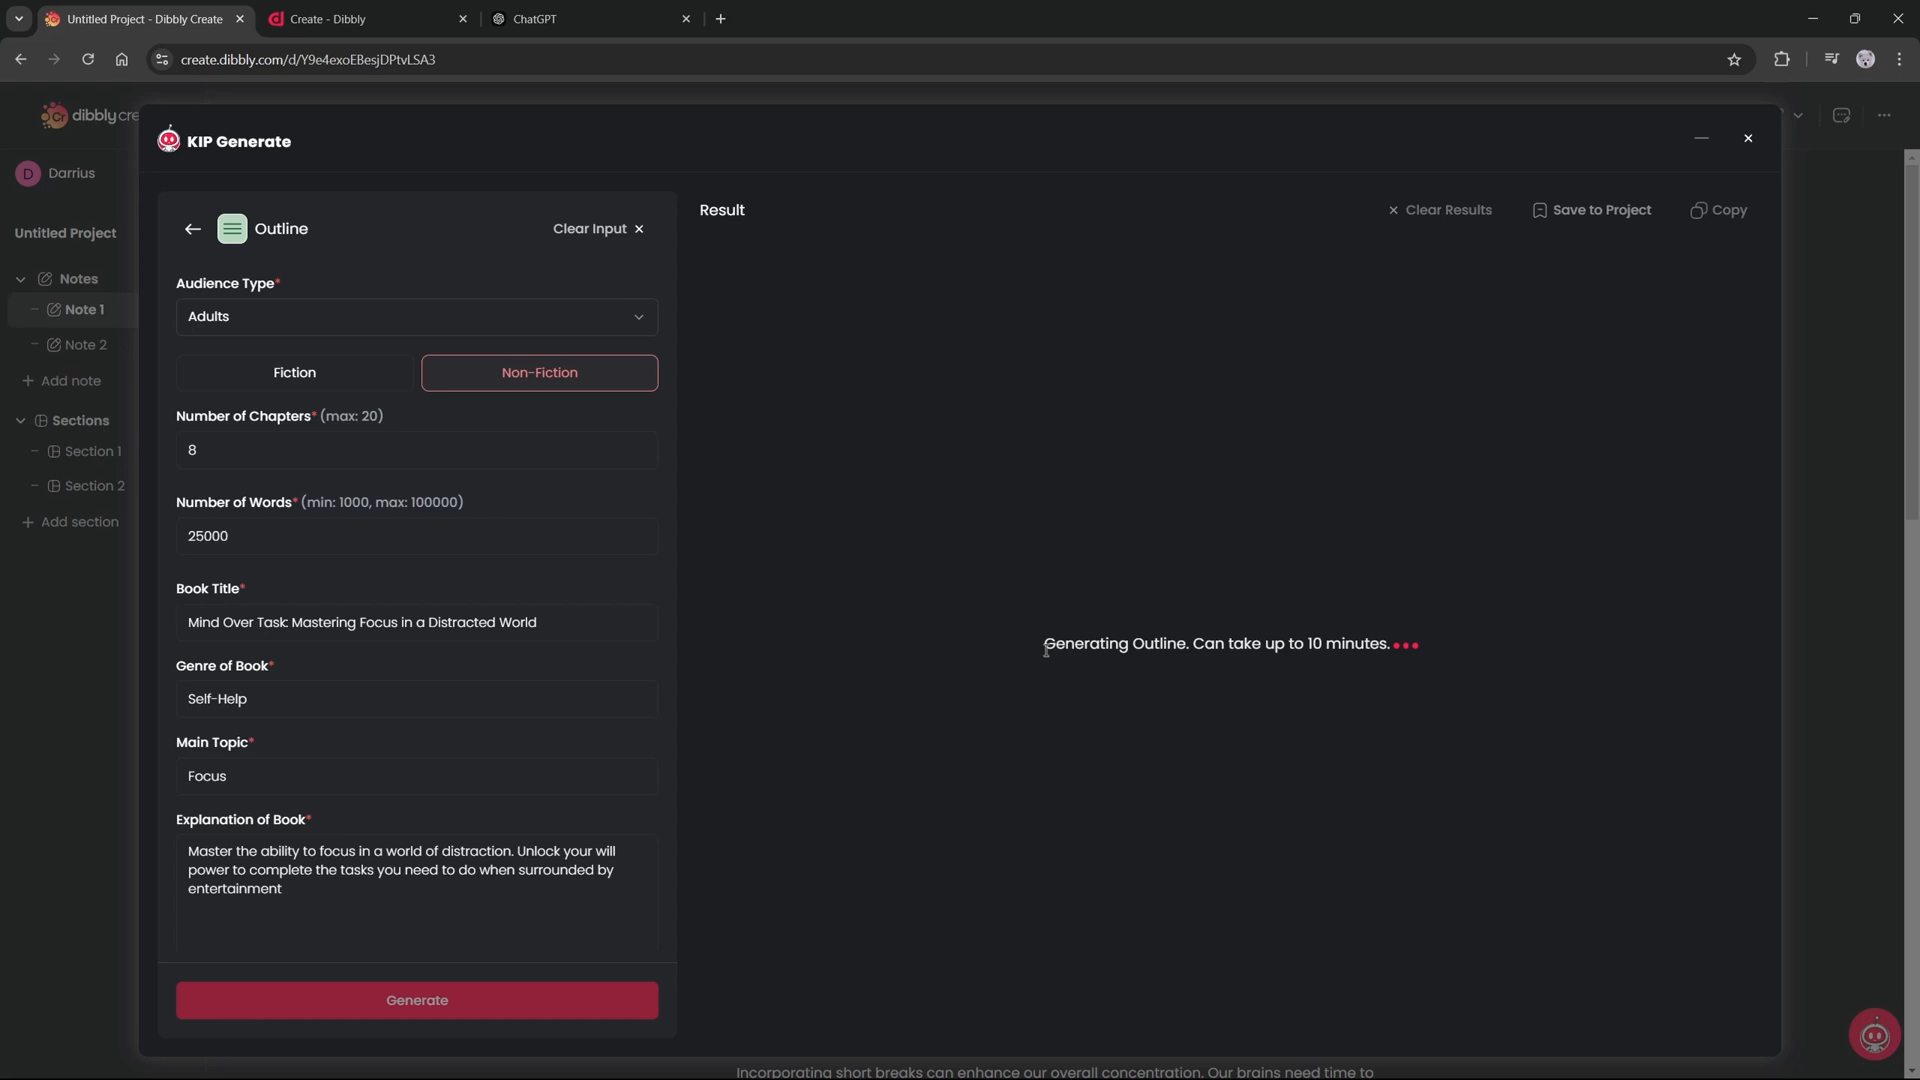 Untitled Project - Dibbly Create
Create - Dibbly
ChatGPT
create.dibbly.com/d/Y9e4exoEBesjDPtvLSA3
dibbly cre
KIP Generate
D Darrius
Outline
Clear Input
Result
Clear Results
Save to Project
Copy
Untitled Project
Notes
Note 1
Note 2
+ Add note
Sections
Section 1
Section 2
+ Add section
Audience Type*
Adults
Fiction
Non-Fiction
Number of Chapters* (max: 20)
8
Number of Words* (min: 1000, max: 100000)
25000
Book Title*
Mind Over Task: Mastering Focus in a Distracted World
Genre of Book*
Self-Help
Main Topic*
Focus
Explanation of Book*
Master the ability to focus in a world of distraction. Unlock your will
power to complete the tasks you need to do when surrounded by
entertainment
Generate
Generating Outline. Can take up to 10 minutes.
Incorporating short breaks can enhance our overall concentration. Our brains need time to